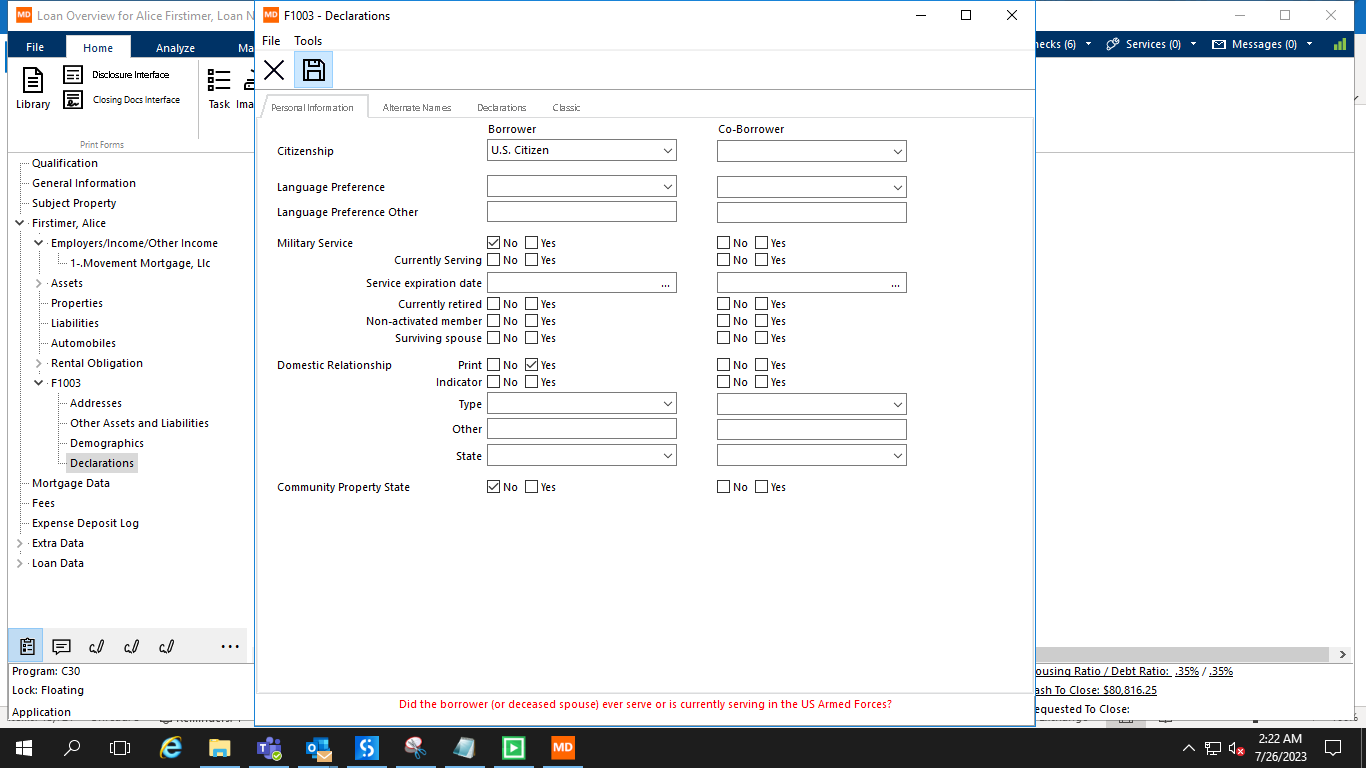 MD Loan Overview for Alice Firstimer, Loan N
MD F1003 - Declarations
File Tools
File Home Analyze Ma
hecks (6) Services (0) Messages (0)
Library
Disclosure Interface
Closing Docs Interface
Task Ima
Print Forms
Personal Information Alternate Names Declarations Classic
Qualification
General Information
Subject Property
Firstimer, Alice
Employers/Income/Other Income
1-.Movement Mortgage, Llc
Assets
Properties
Liabilities
Automobiles
Rental Obligation
F1003
Addresses
Other Assets and Liabilities
Demographics
Declarations
Mortgage Data
Fees
Expense Deposit Log
Extra Data
Loan Data
Borrower Co-Borrower
Citizenship U.S. Citizen
Language Preference
Language Preference Other
Military Service No Yes No Yes
Currently Serving No Yes No Yes
Service expiration date ... ...
Currently retired No Yes No Yes
Non-activated member No Yes No Yes
Surviving spouse No Yes No Yes
Domestic Relationship Print No Yes No Yes
Indicator No Yes No Yes
Type
Other
State
Community Property State No Yes No Yes
Program: C30
Lock: Floating
Application
ousing Ratio / Debt Ratio: .35% / .35%
ash To Close: $80,816.25
equested To Close:
Did the borrower (or deceased spouse) ever serve or is currently serving in the US Armed Forces?
MD
2:22 AM
7/26/2023